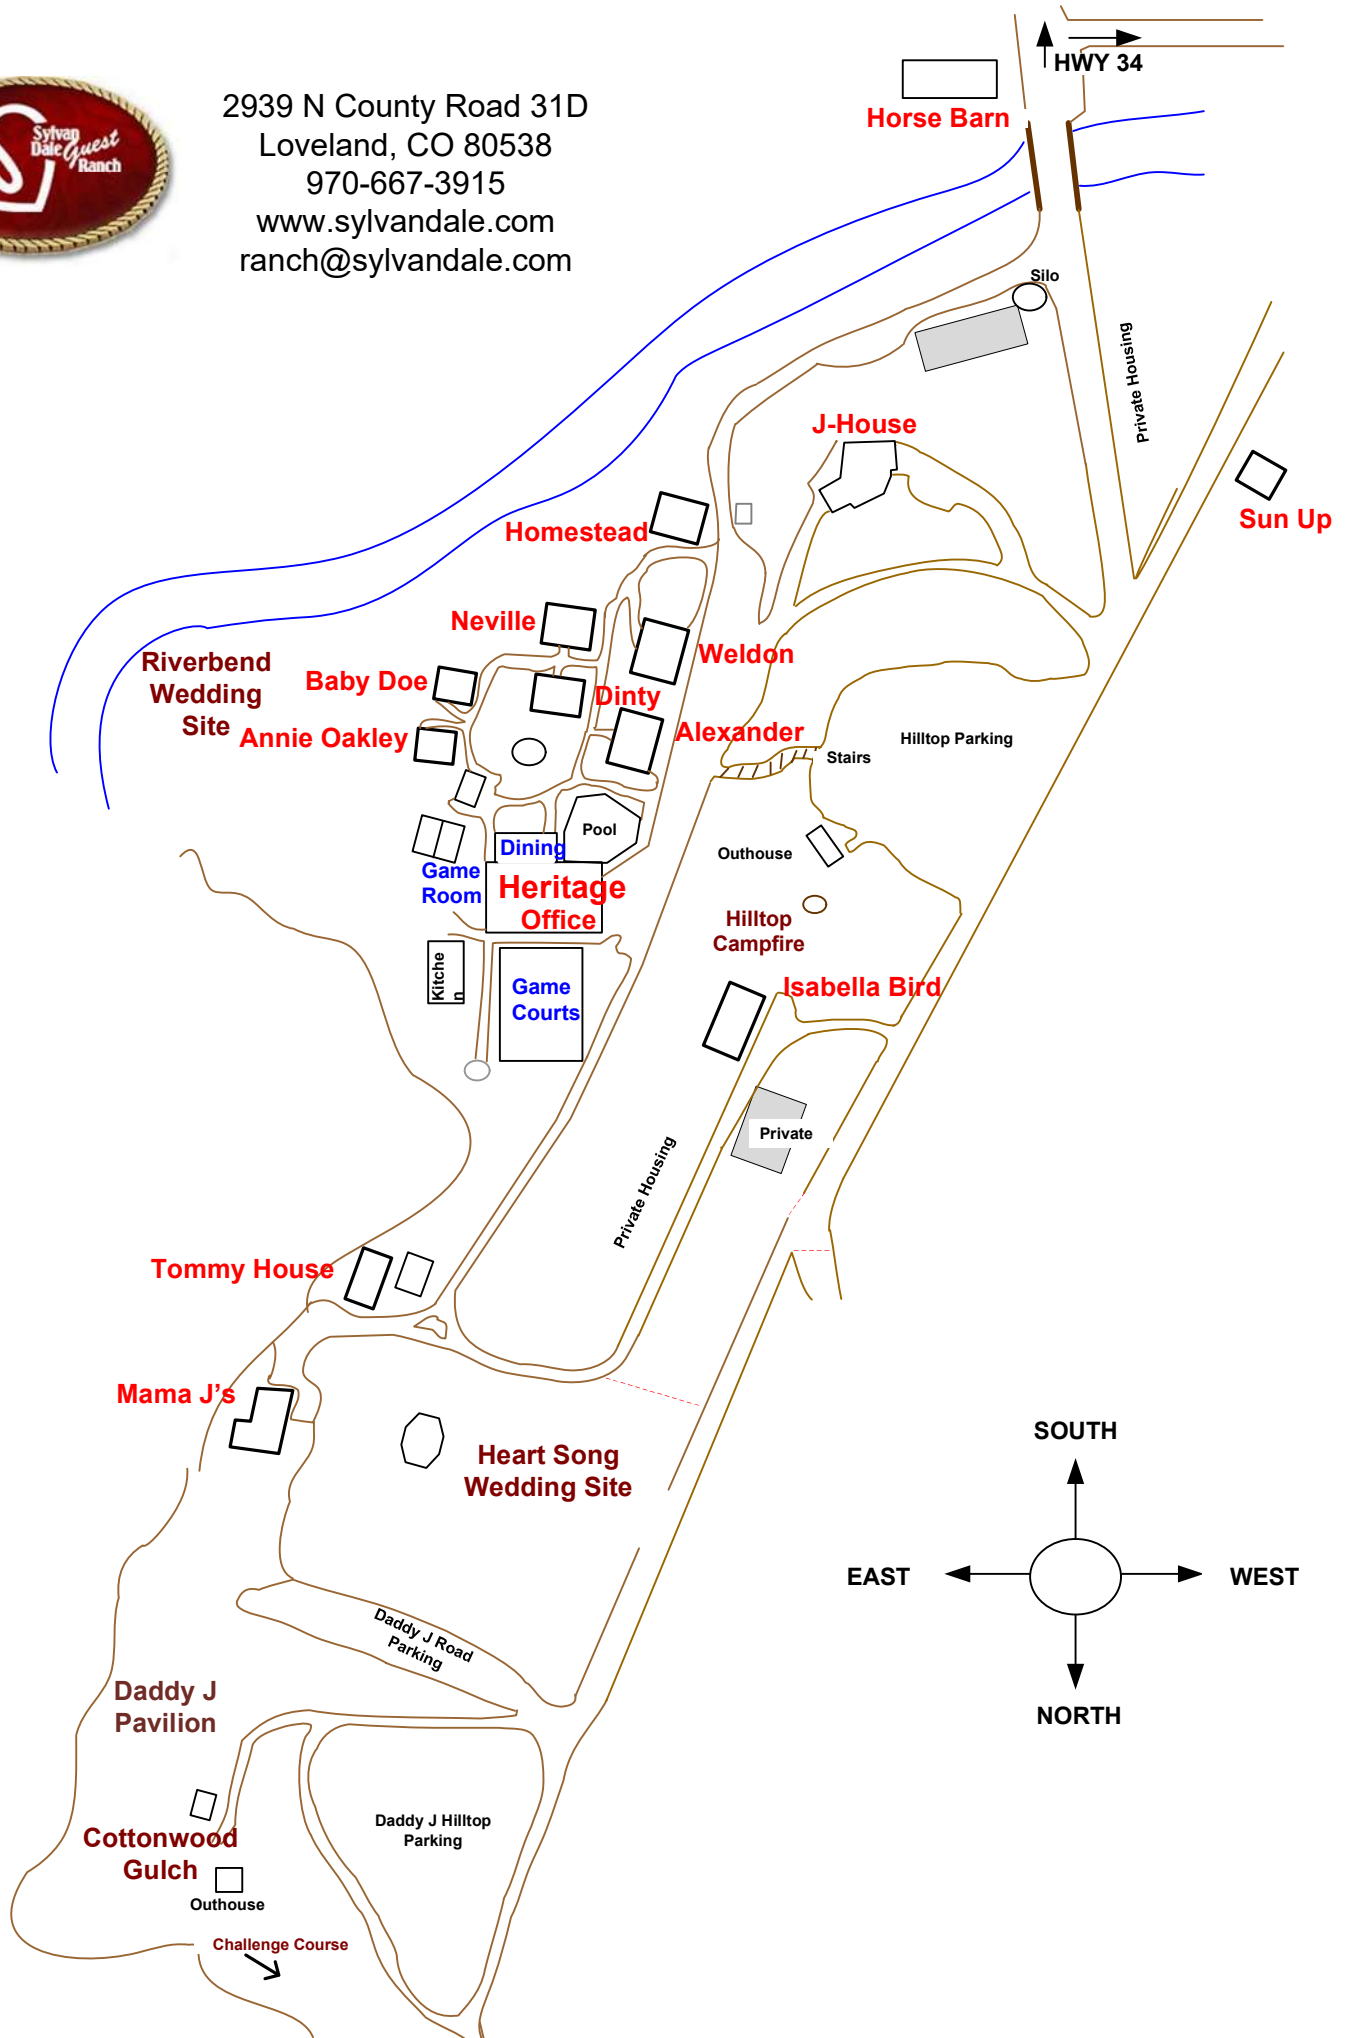 Sylvan
Dale Guest
Ranch
2939 N County Road 31D
Loveland, CO 80538
970-667-3915
www.sylvandale.com
ranch@sylvandale.com
HWY 34
Horse Barn
Silo
Private Housing
J-House
Sun Up
Homestead
Neville
Weldon
Riverbend
Wedding
Site
Baby Doe
Dinty
Annie Oakley
Alexander
Hilltop Parking
Stairs
Pool
Dining
Outhouse
Game
Room
Heritage
Office
Hilltop
Campfire
Kitche
n
Game
Courts
Isabella Bird
Private
Private Housing
Tommy House
Mama J's
Heart Song
Wedding Site
SOUTH
EAST
WEST
NORTH
Daddy J Road
Parking
Daddy J
Pavilion
Daddy J Hilltop
Parking
Cottonwood
Gulch
Outhouse
Challenge Course